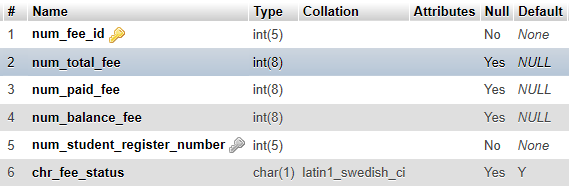 # Name Type Collation Attributes Null Default
1 num_fee_id int(5) No None
2 num_total_fee int(8) Yes NULL
3 num_paid_fee int(8) Yes NULL
4 num_balance_fee int(8) Yes NULL
5 num_student_register_number int(5) No None
6 chr_fee_status char(1) latin1_swedish_ci Yes Y